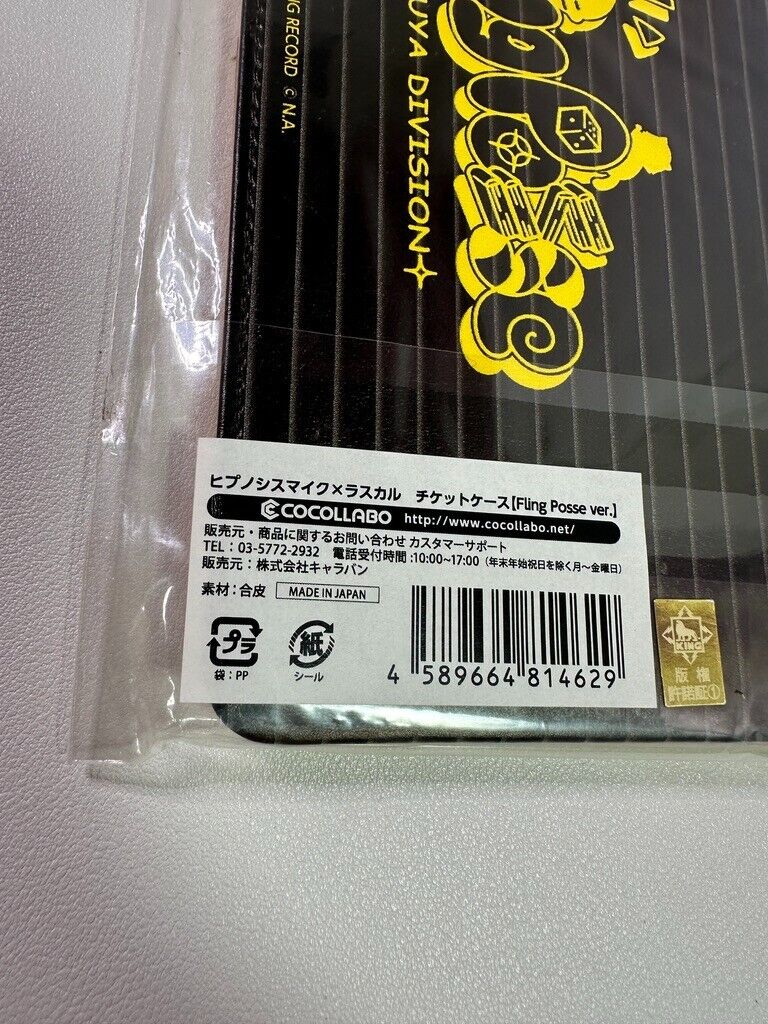 NG RECORD © N.A.
UYA DIVISION
Posse
ヒプノシスマイク×ラスカル　チケットケース【Fling Posse ver.】
COCOLLABO http://www.cocollabo.net/
販売元・商品に関するお問い合わせ カスタマーサポート
TEL：03-5772-2932　電話受付時間：10:00~17:00（年末年始祝日を除く月～金曜日）
販売元：株式会社キャラバン
素材：合皮　MADE IN JAPAN
プラ
袋：PP
紙
シール
4 589664 814629
KING
版権
許諾証①